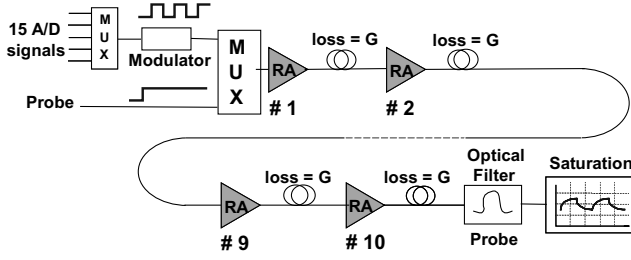 15 A/D
signals
M
U
X
Modulator
Probe
M
U
X
RA
# 1
loss = G
RA
# 2
loss = G
RA
# 9
loss = G
RA
# 10
loss = G
Optical
Filter
Probe
Saturation